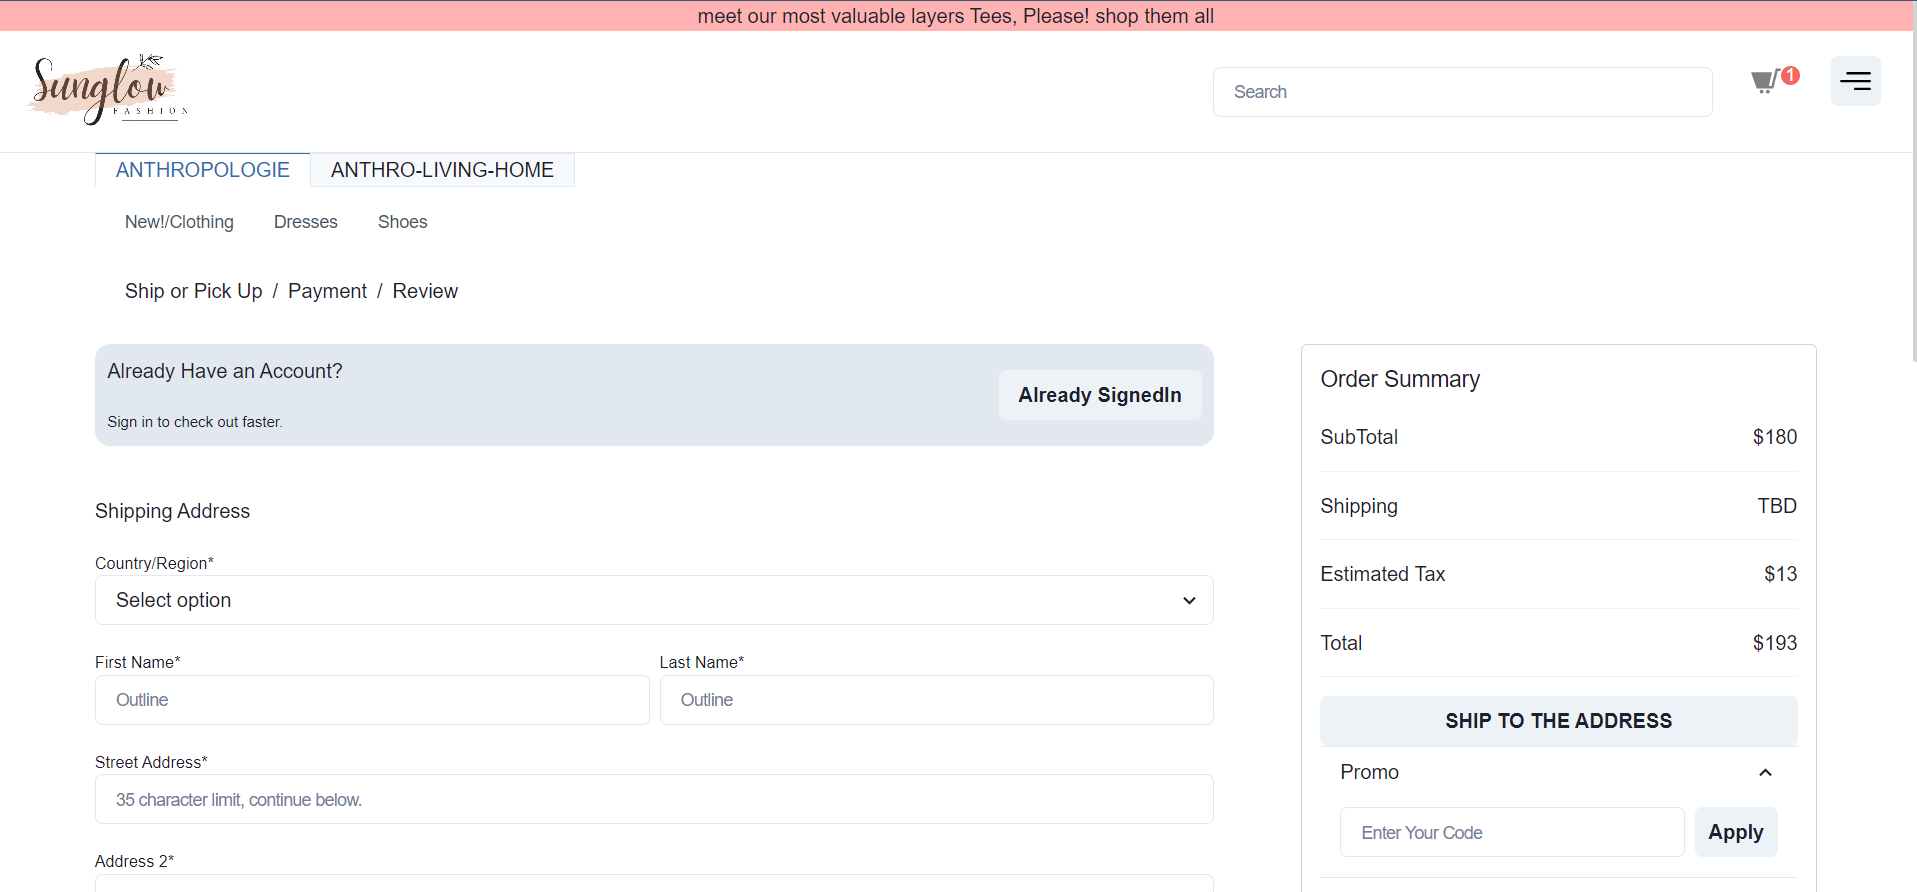 meet our most valuable layers Tees, Please! shop them all
Sunglow
FASHION
Search
1
ANTHROPOLOGIE
ANTHRO-LIVING-HOME
New!/Clothing Dresses Shoes
Ship or Pick Up / Payment / Review
Already Have an Account?
Sign in to check out faster.
Already SignedIn
Shipping Address
Country/Region*
Select option
First Name* Last Name*
Outline Outline
Street Address*
35 character limit, continue below.
Address 2*
Order Summary
SubTotal $180
Shipping TBD
Estimated Tax $13
Total $193
SHIP TO THE ADDRESS
Promo
Enter Your Code Apply